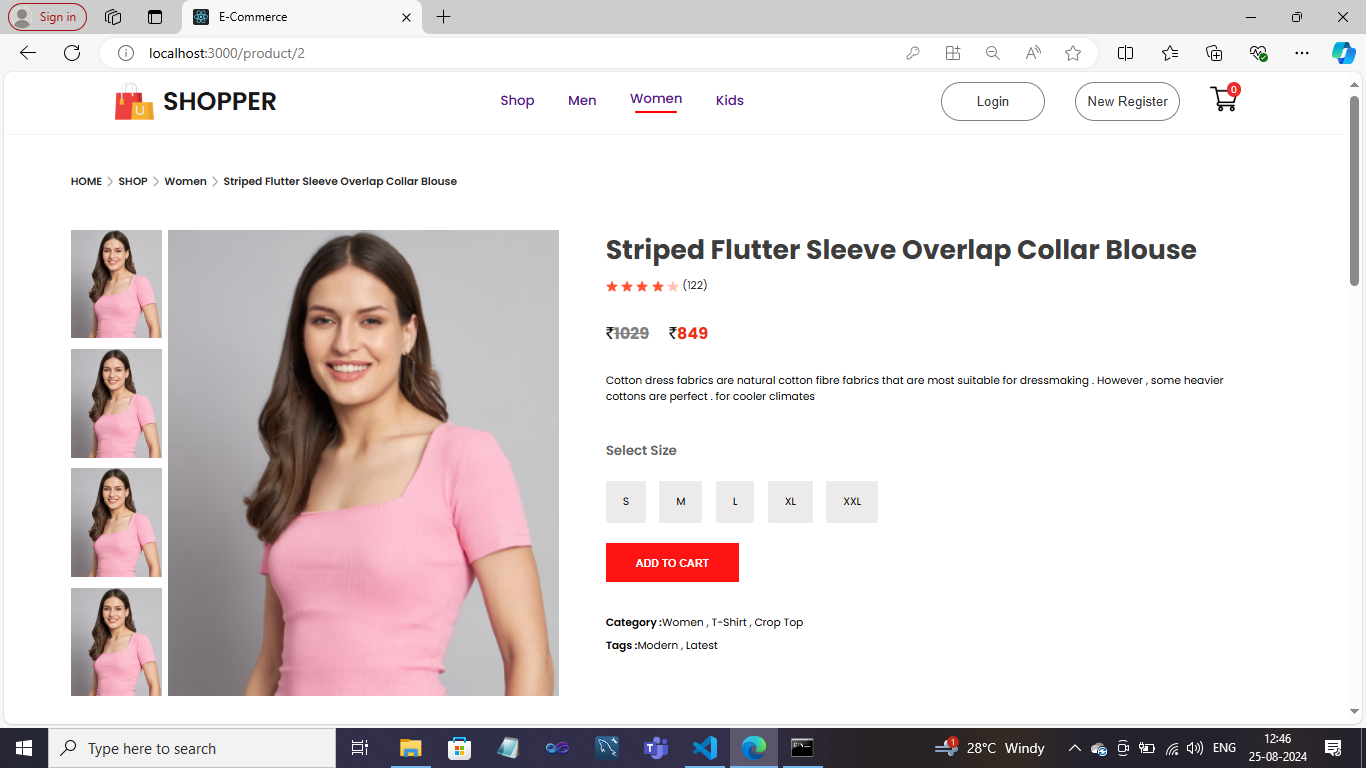 Sign in
E-Commerce
localhost:3000/product/2
U
SHOPPER
Shop
Men
Women
Kids
Login
New Register
0
HOME > SHOP > Women > Striped Flutter Sleeve Overlap Collar Blouse
Striped Flutter Sleeve Overlap Collar Blouse
(122)
₹1029 ₹849
Cotton dress fabrics are natural cotton fibre fabrics that are most suitable for dressmaking . However , some heavier
cottons are perfect . for cooler climates
Select Size
S
M
L
XL
XXL
ADD TO CART
Category :Women , T-Shirt , Crop Top
Tags :Modern , Latest
Type here to search
1
28°C Windy
ENG
12:46
25-08-2024